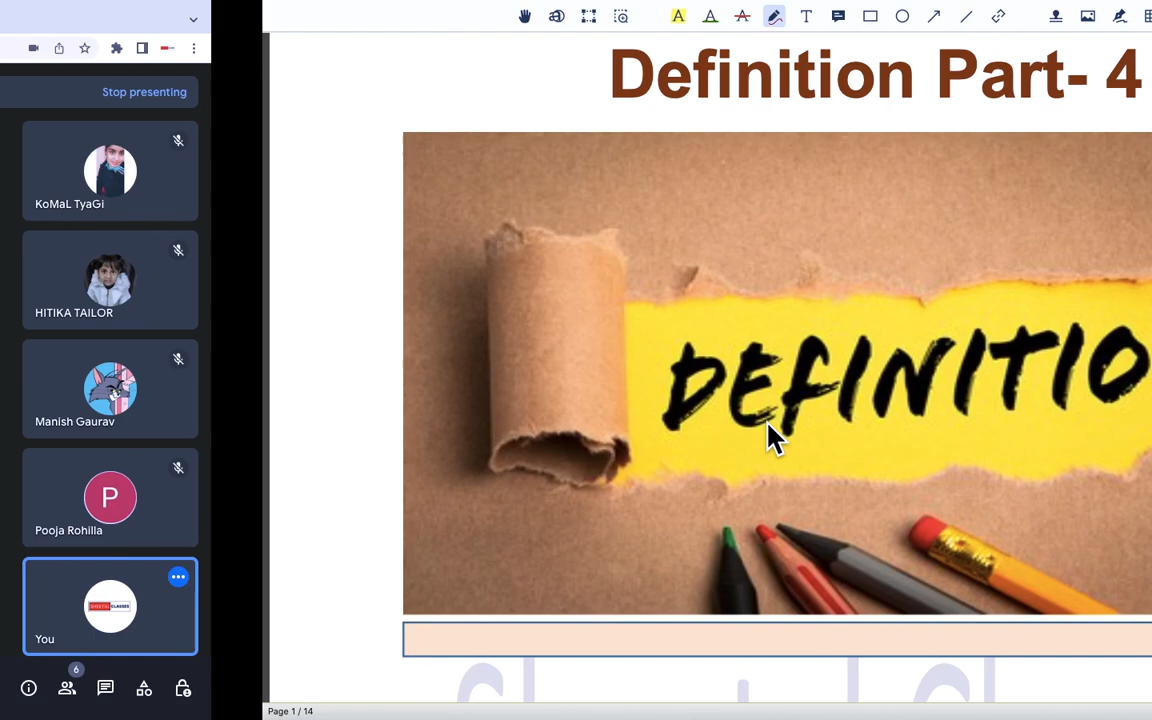 Stop presenting
KoMaL TyaGi
HITIKA TAILOR
Manish Gaurav
P
Pooja Rohilla
You
6
Definition Part- 4
DEFINITIO
Page 1 / 14